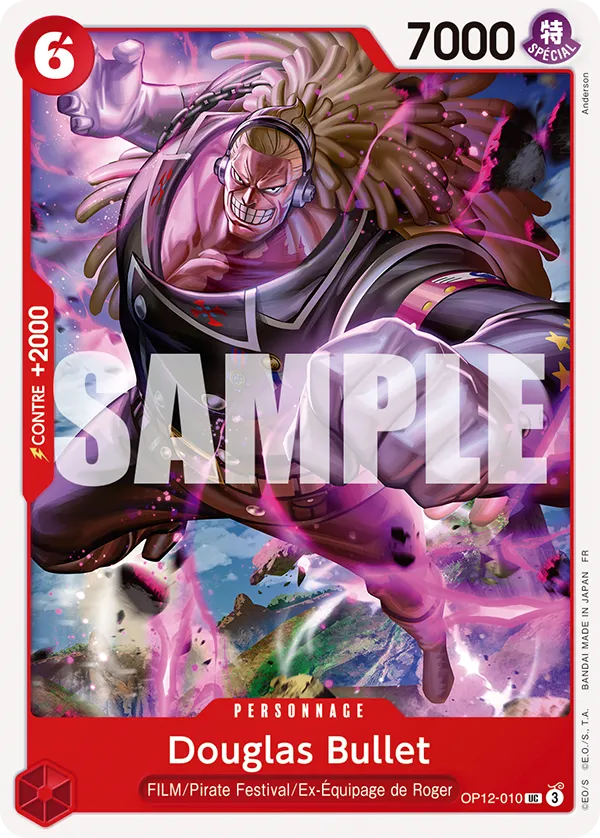 6
7000
特
SPÉCIAL
Anderson
CONTRE +2000
SAMPLE
BANDAI MADE IN JAPAN FR
©E.O./S., T.A.
©EO/S
PERSONNAGE
Douglas Bullet
FILM/Pirate Festival/Ex-Équipage de Roger
OP12-010 UC 3